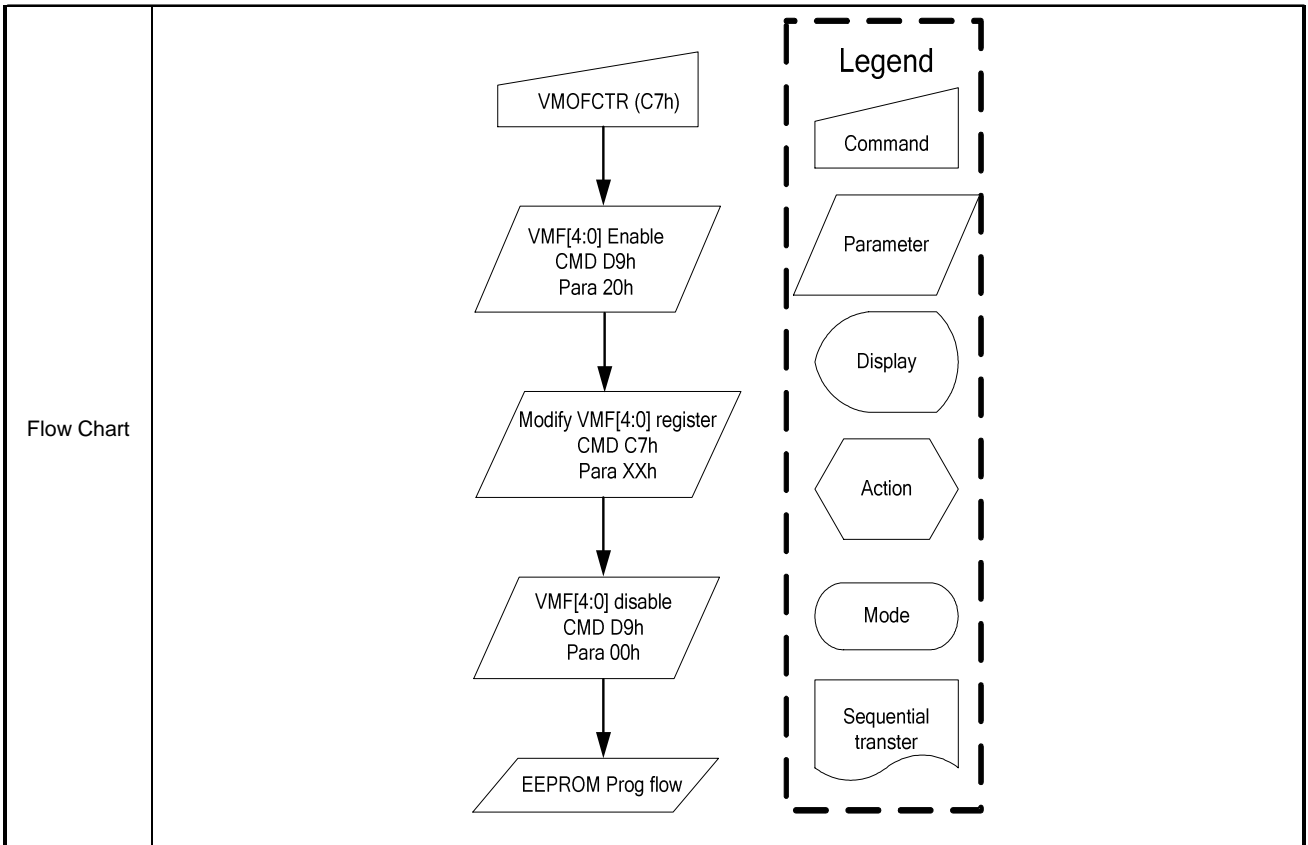 Flow Chart
VMOFCTR (C7h)
VMF[4:0] Enable
CMD D9h
Para 20h
Modify VMF[4:0] register
CMD C7h
Para XXh
VMF[4:0] disable
CMD D9h
Para 00h
EEPROM Prog flow
Legend
Command
Parameter
Display
Action
Mode
Sequential
transter